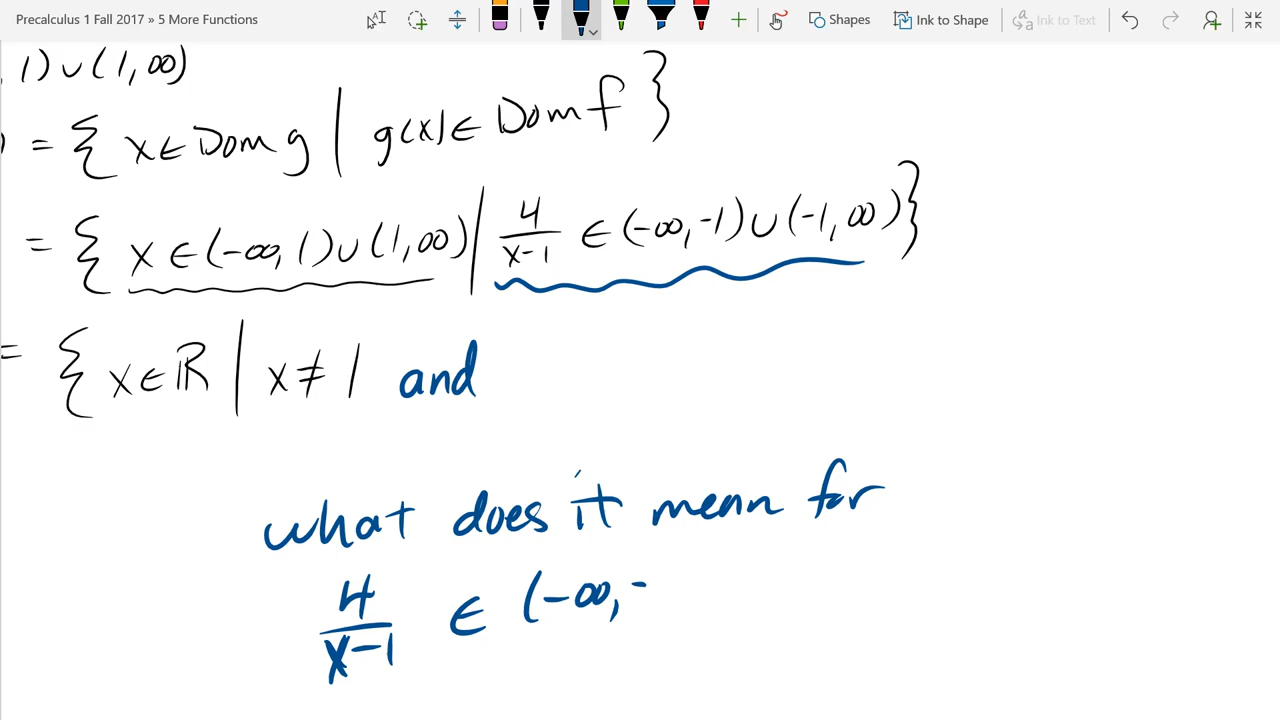 Precalculus 1 Fall 2017 » 5 More Functions
Shapes
Ink to Shape
Ink to Text
, 1) ∪ (1, ∞)
) = { x ∈ Dom g | g(x) ∈ Dom f }
= { x ∈ (-∞, 1) ∪ (1, ∞) | 4/(x-1) ∈ (-∞, -1) ∪ (-1, ∞) }
= { x ∈ ℝ | x ≠ 1 and
what does it mean for
4/(x-1) ∈ (-∞, -